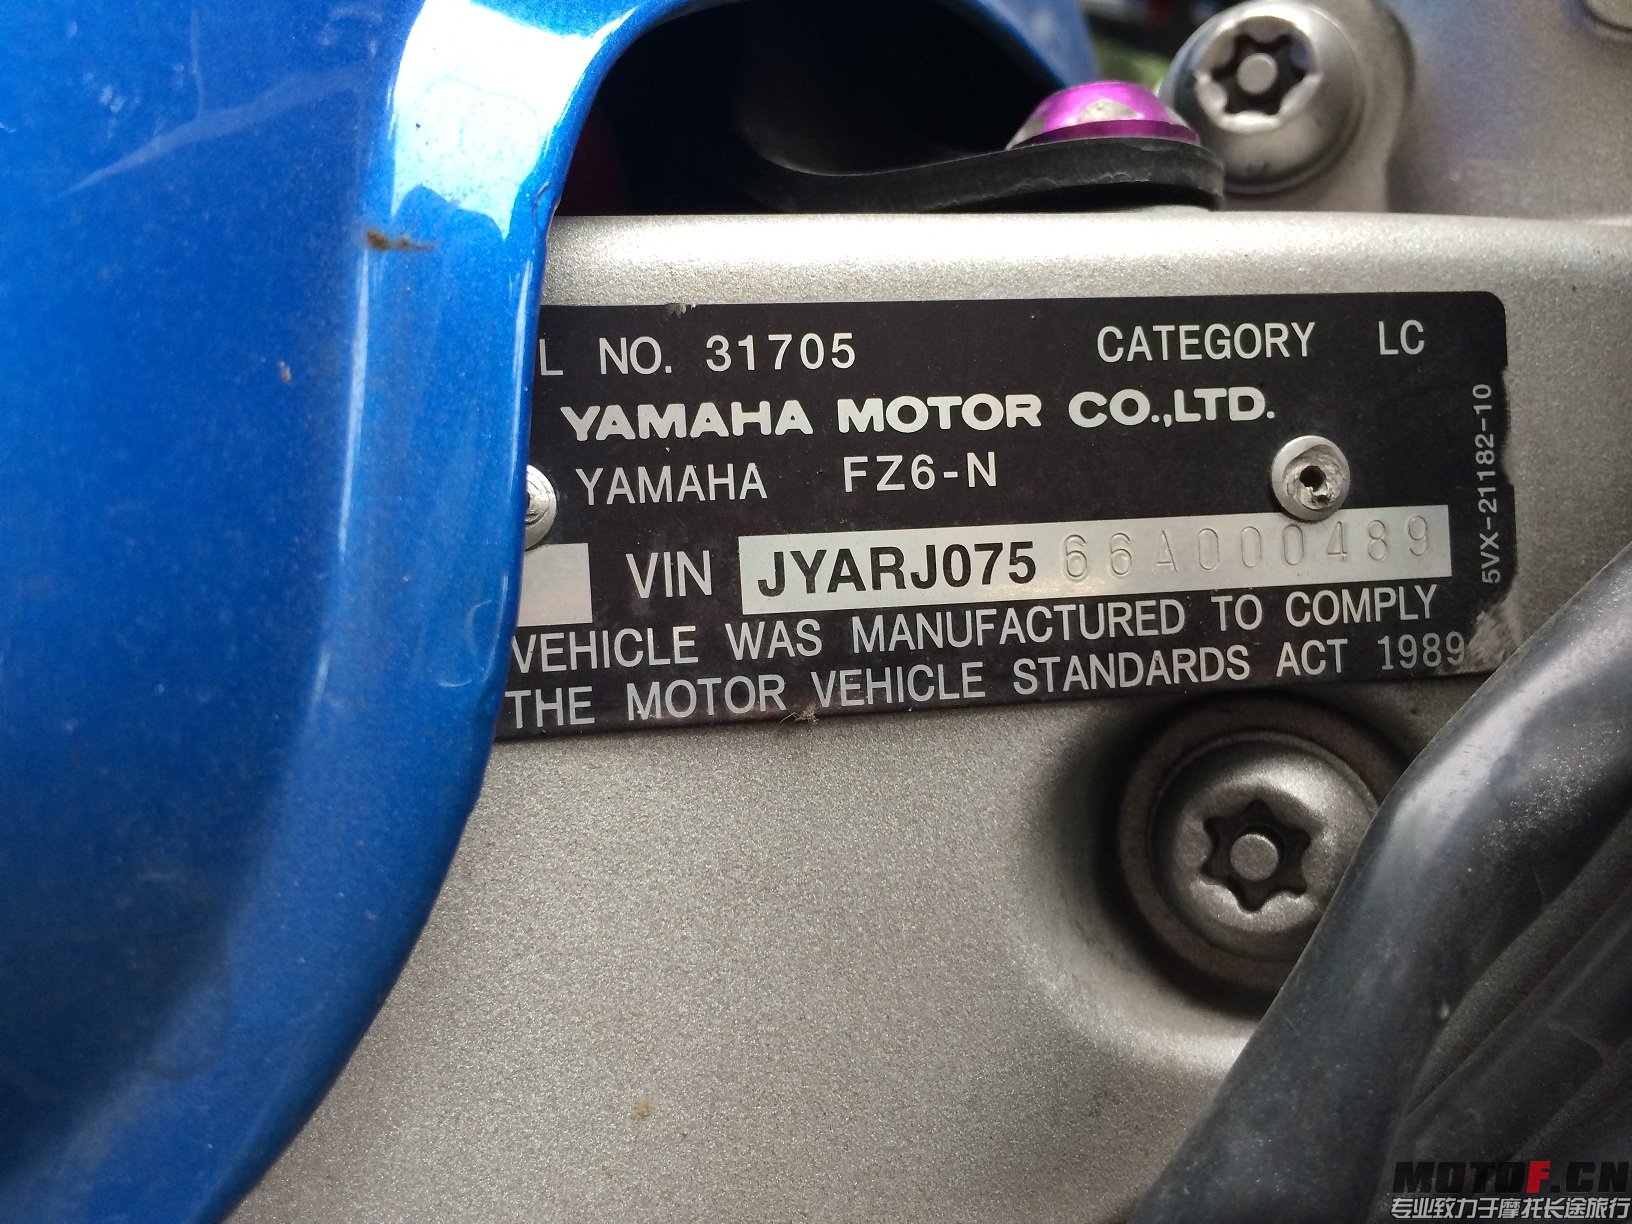 L NO. 31705 CATEGORY LC
YAMAHA MOTOR CO.,LTD.
YAMAHA FZ6-N
VIN JYARJ07566A000489
VEHICLE WAS MANUFACTURED TO COMPLY
THE MOTOR VEHICLE STANDARDS ACT 1989
5VX-21182-10
MOTOF.CN
专业致力于摩托长途旅行